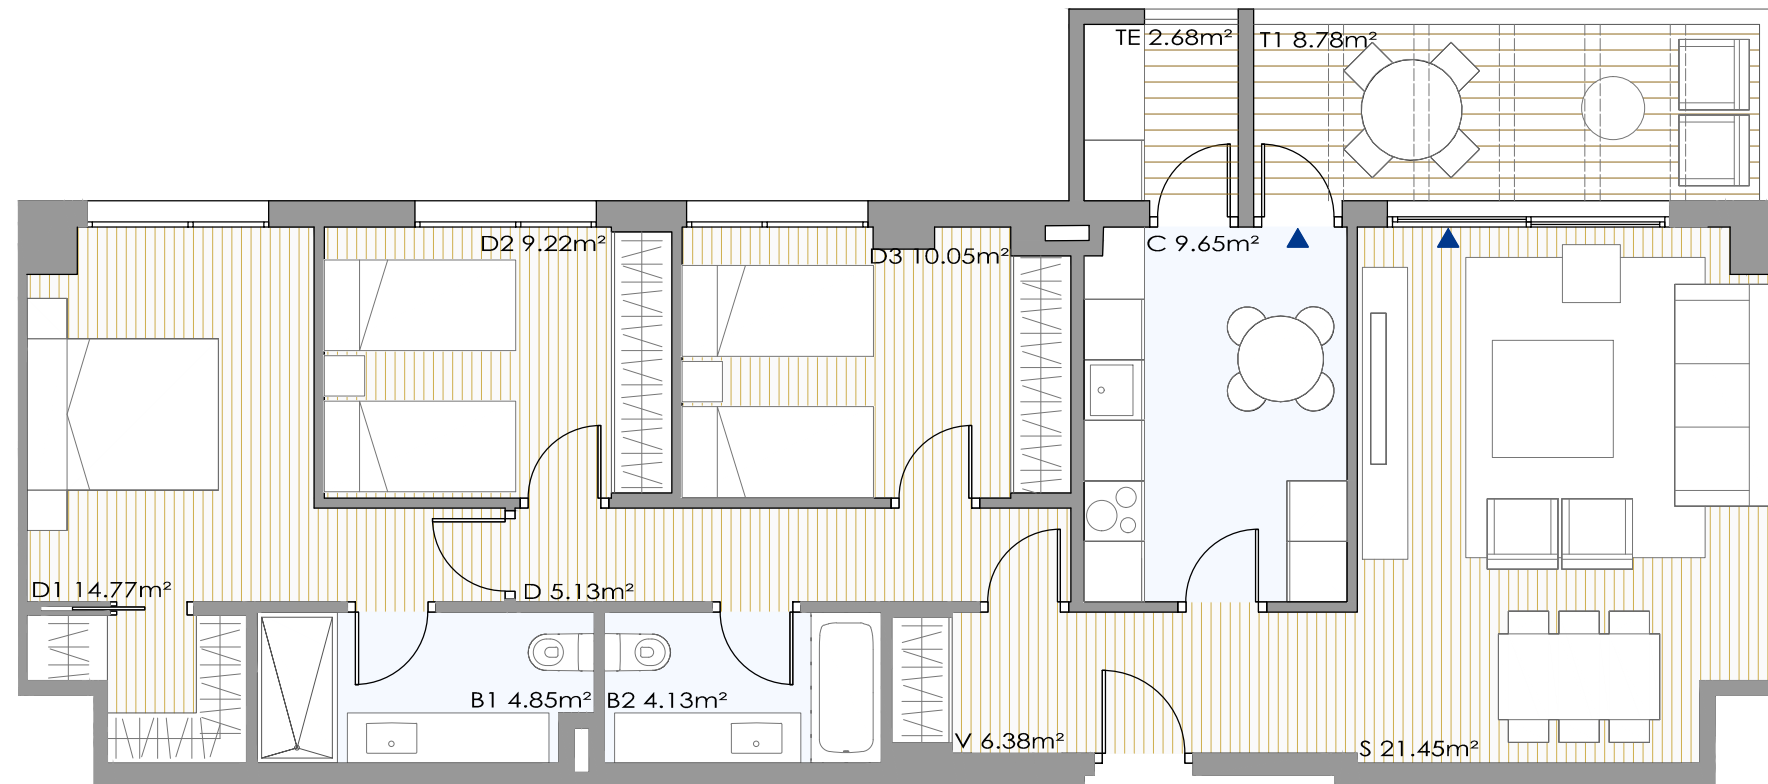 TE 2.68m²
T1 8.78m²
D2 9.22m²
D3 10.05m²
C 9.65m²
D1 14.77m²
D 5.13m²
B1 4.85m²
B2 4.13m²
V 6.38m²
S 21.45m²